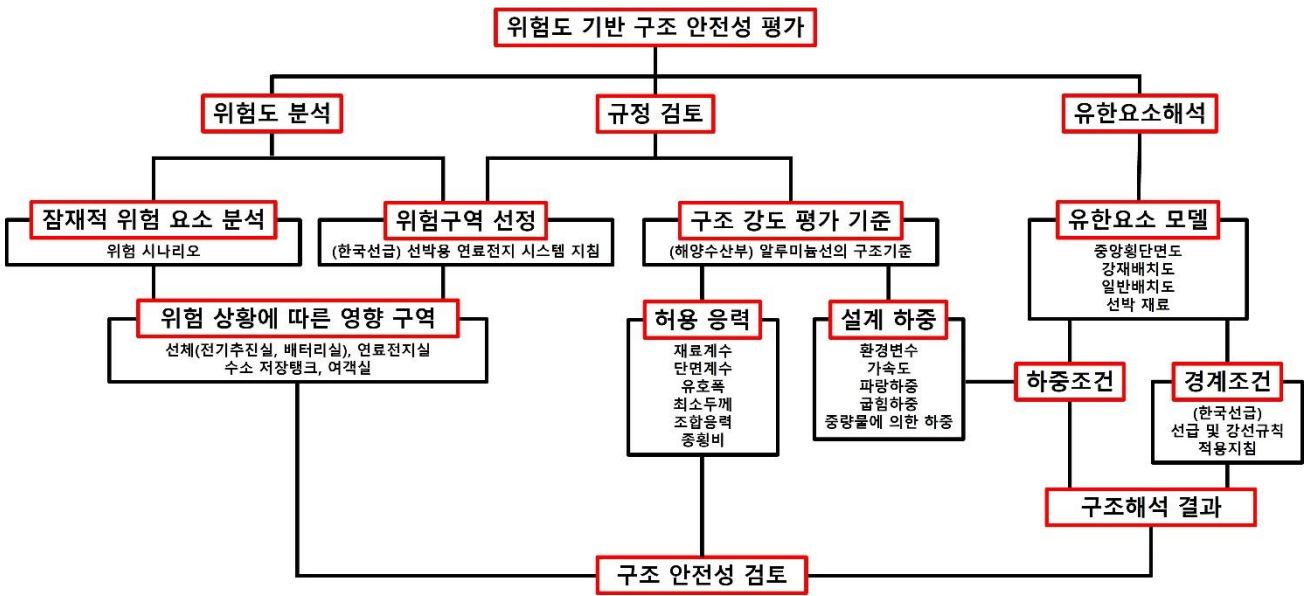 위험도 기반 구조 안전성 평가
위험도 분석
규정 검토
유한요소해석
잠재적 위험 요소 분석
위험 시나리오
위험구역 선정
(한국선급) 선박용 연료전지 시스템 지침
구조 강도 평가 기준
(해양수산부) 알루미늄선의 구조기준
유한요소 모델
중앙횡단면도
강재배치도
일반배치도
선박 재료
위험 상황에 따른 영향 구역
선체(전기추진실, 배터리실), 연료전지실
수소 저장탱크, 여객실
허용 응력
재료계수
단면계수
유호폭
최소두께
조합응력
종횡비
설계 하중
환경변수
가속도
파랑하중
굽힘하중
중량물에 의한 하중
하중조건
경계조건
(한국선급)
선급 및 강선규칙
적용지침
구조해석 결과
구조 안전성 검토